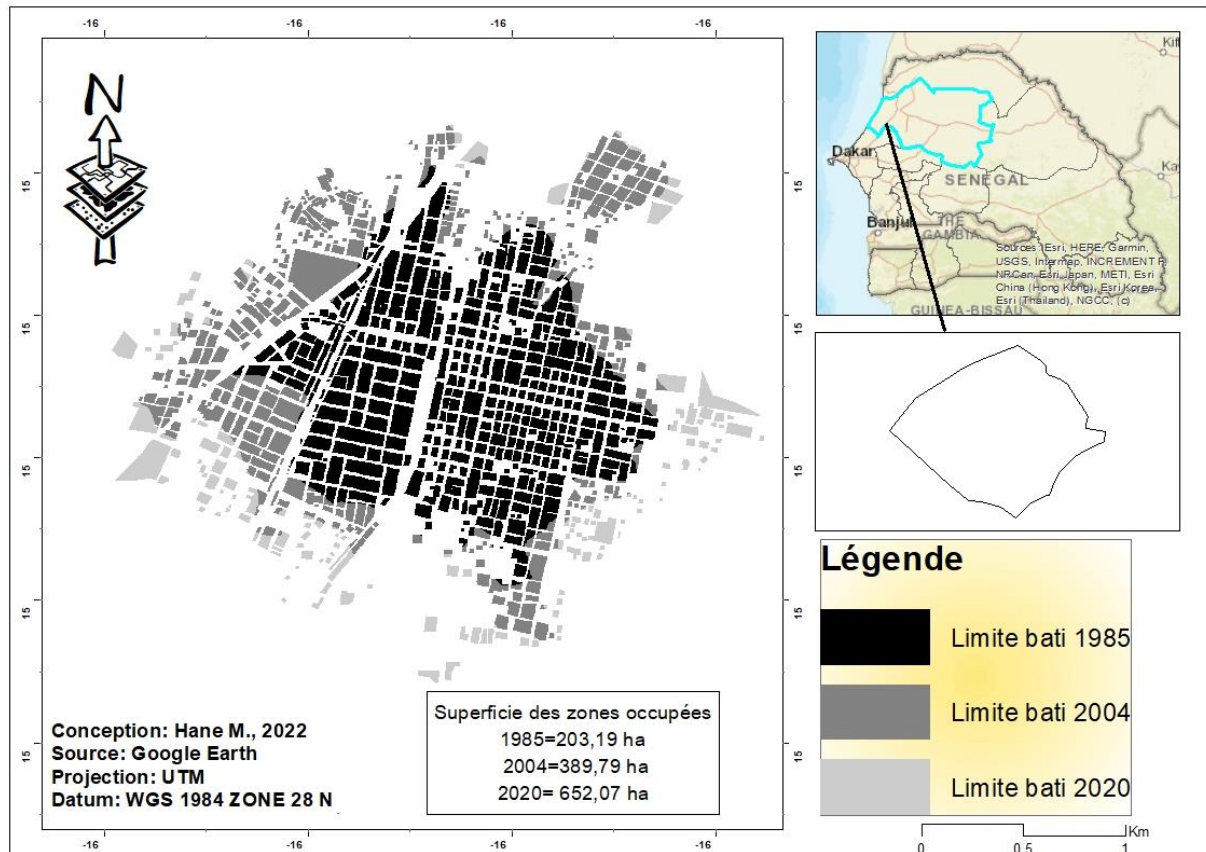 -16 -16 -16 -16
15
15
15
15
15
-16 -16 -16 -16
15
15
15
15
15
N
Conception: Hane M., 2022
Source: Google Earth
Projection: UTM
Datum: WGS 1984 ZONE 28 N
Superficie des zones occupées
1985=203,19 ha
2004=389,79 ha
2020= 652,07 ha
Dakar
SENEGAL
Banjul
THE
GAMBIA
GUINEA-BISSAU
Sources: Esri, HERE, Garmin,
USGS, Intermap, INCREMENT P,
NRCan, Esri Japan, METI, Esri
China (Hong Kong), Esri Korea,
Esri (Thailand), NGCC, (c)
Légende
Limite bati 1985
Limite bati 2004
Limite bati 2020
Km
0 0.5 1